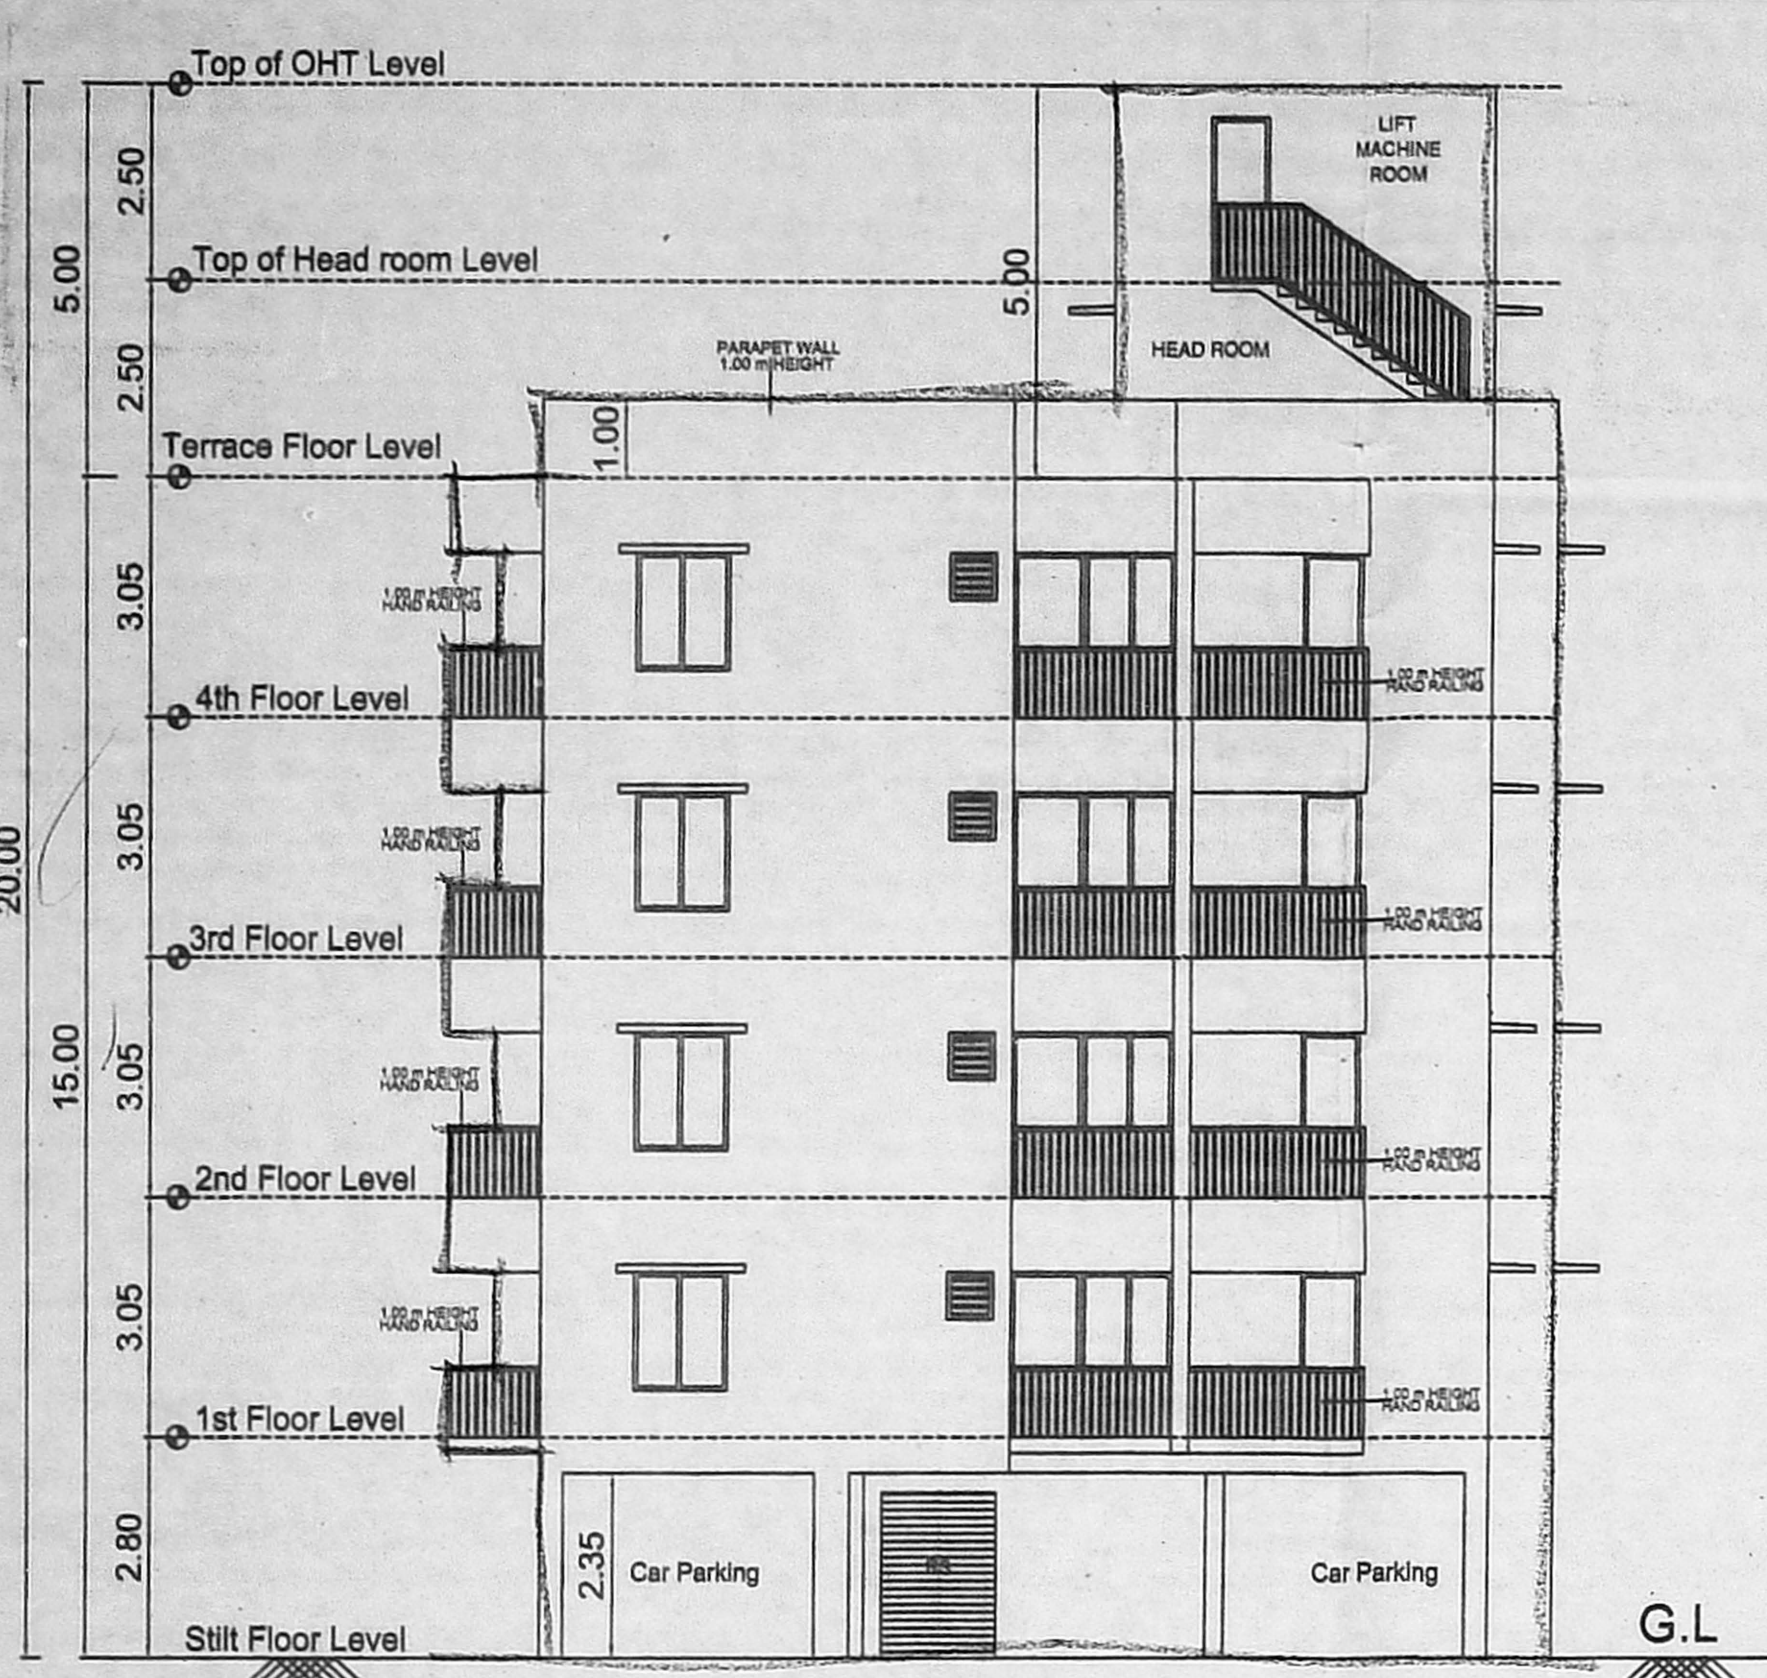 Top of OHT Level
LIFT
MACHINE
ROOM
2.50
Top of Head room Level
5.00
5.00
PARAPET WALL
1.00 m HEIGHT
HEAD ROOM
2.50
1.00
Terrace Floor Level
3.05
1.00 m HEIGHT
HAND RAILING
1.00 m HEIGHT
HAND RAILING
4th Floor Level
20.00
3.05
1.00 m HEIGHT
HAND RAILING
1.00 m HEIGHT
HAND RAILING
3rd Floor Level
15.00
3.05
1.00 m HEIGHT
HAND RAILING
1.00 m HEIGHT
HAND RAILING
2nd Floor Level
3.05
1.00 m HEIGHT
HAND RAILING
1.00 m HEIGHT
HAND RAILING
1st Floor Level
2.80
2.35
Car Parking
RS
Car Parking
Stilt Floor Level
G.L